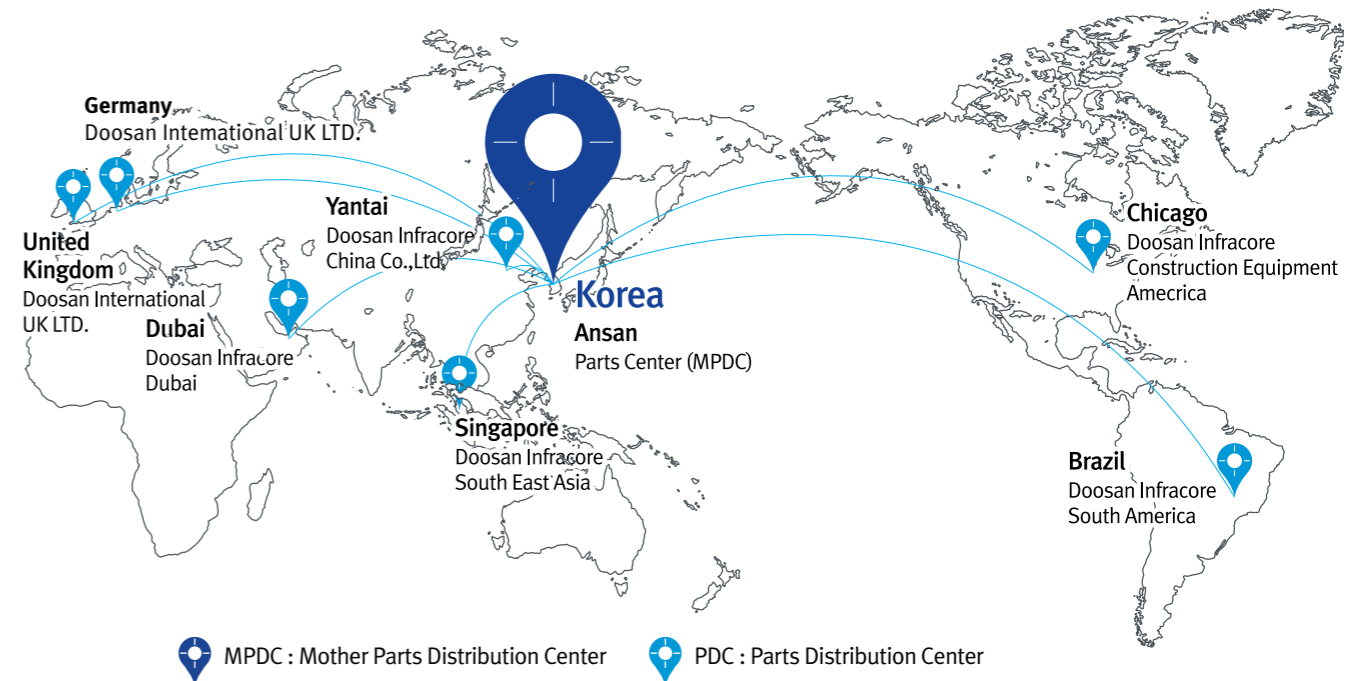 Germany
Doosan Intemational UK LTD.
United
Kingdom
Doosan International
UK LTD.
Yantai
Doosan Infracore
China Co.,Ltd.
Dubai
Doosan Infracore
Dubai
Korea
Ansan
Parts Center (MPDC)
Singapore
Doosan Infracore
South East Asia
Chicago
Doosan Infracore
Construction Equipment
Amecrica
Brazil
Doosan Infracore
South America
MPDC : Mother Parts Distribution Center
PDC : Parts Distribution Center